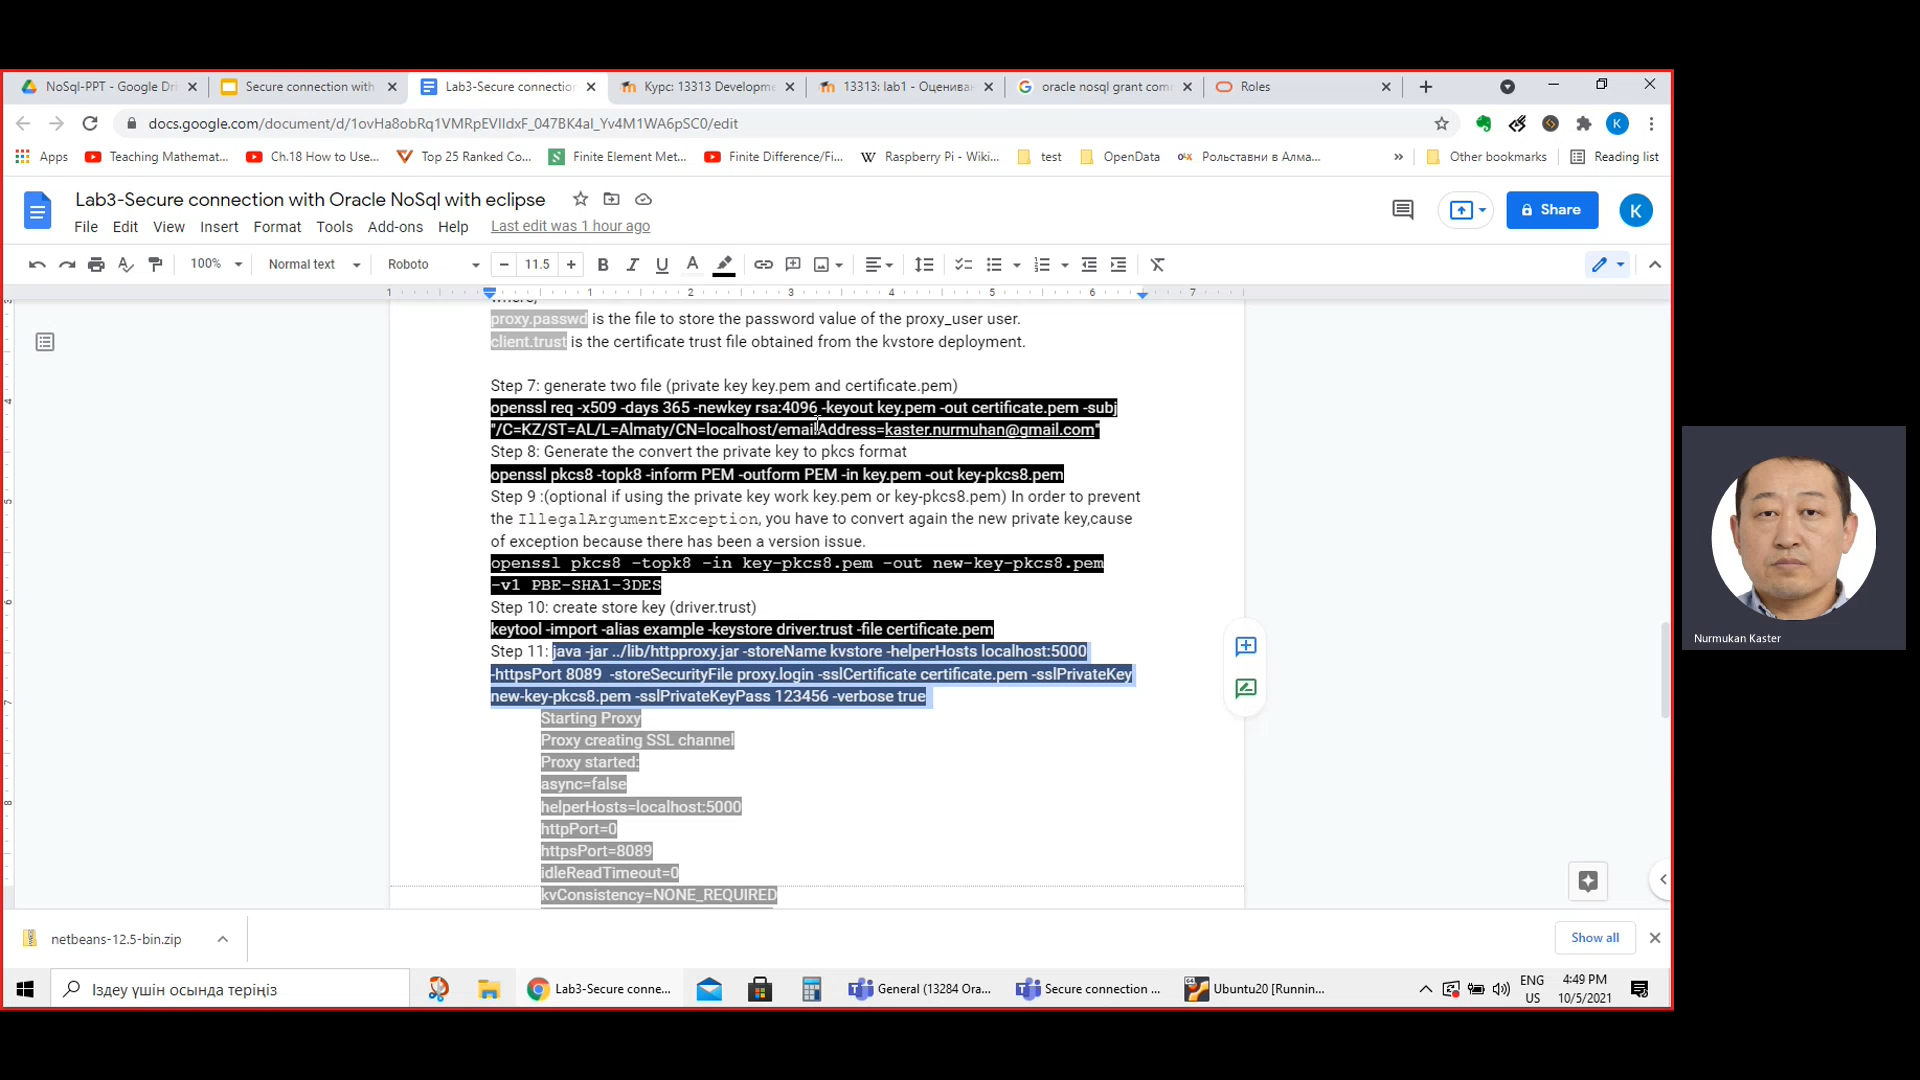 NoSql-PPT - Google Dri
Secure connection with
Lab3-Secure connection
Курс: 13313 Developme
13313: lab1 - Оценива
oracle nosql grant com
Roles
docs.google.com/document/d/1ovHa8obRq1VMRpEVIldxF_047BK4al_Yv4M1WA6pSC0/edit
K
Apps
Teaching Mathemat...
Ch.18 How to Use...
Top 25 Ranked Co...
Finite Element Met...
Finite Difference/Fi...
Raspberry Pi - Wiki...
test
OpenData
Рольставни в Алма...
»
Other bookmarks
Reading list
Lab3-Secure connection with Oracle NoSql with eclipse
Share
K
File Edit View Insert Format Tools Add-ons Help Last edit was 1 hour ago
100% Normal text Roboto 11.5 B I U A
1 1 2 3 4 5 6 7
where,
proxy.passwd is the file to store the password value of the proxy_user user.
client.trust is the certificate trust file obtained from the kvstore deployment.
Step 7: generate two file (private key key.pem and certificate.pem)
openssl req -x509 -days 365 -newkey rsa:4096 -keyout key.pem -out certificate.pem -subj
"/C=KZ/ST=AL/L=Almaty/CN=localhost/emailAddress=kaster.nurmuhan@gmail.com"
Step 8: Generate the convert the private key to pkcs format
openssl pkcs8 -topk8 -inform PEM -outform PEM -in key.pem -out key-pkcs8.pem
Step 9 :(optional if using the private key work key.pem or key-pkcs8.pem) In order to prevent
the IllegalArgumentException, you have to convert again the new private key,cause
of exception because there has been a version issue.
openssl pkcs8 -topk8 -in key-pkcs8.pem -out new-key-pkcs8.pem
-v1 PBE-SHA1-3DES
Step 10: create store key (driver.trust)
keytool -import -alias example -keystore driver.trust -file certificate.pem
Step 11: java -jar ../lib/httpproxy.jar -storeName kvstore -helperHosts localhost:5000
-httpsPort 8089 -storeSecurityFile proxy.login -sslCertificate certificate.pem -sslPrivateKey
new-key-pkcs8.pem -sslPrivateKeyPass 123456 -verbose true
Starting Proxy
Proxy creating SSL channel
Proxy started:
async=false
helperHosts=localhost:5000
httpPort=0
httpsPort=8089
idleReadTimeout=0
kvConsistency=NONE_REQUIRED
4
5
6
7
8
Nurmukan Kaster
netbeans-12.5-bin.zip
Show all
Іздеу үшін осында теріңіз
Lab3-Secure conne...
General (13284 Ora...
Secure connection ...
Ubuntu20 [Runnin...
ENG
US
4:49 PM
10/5/2021